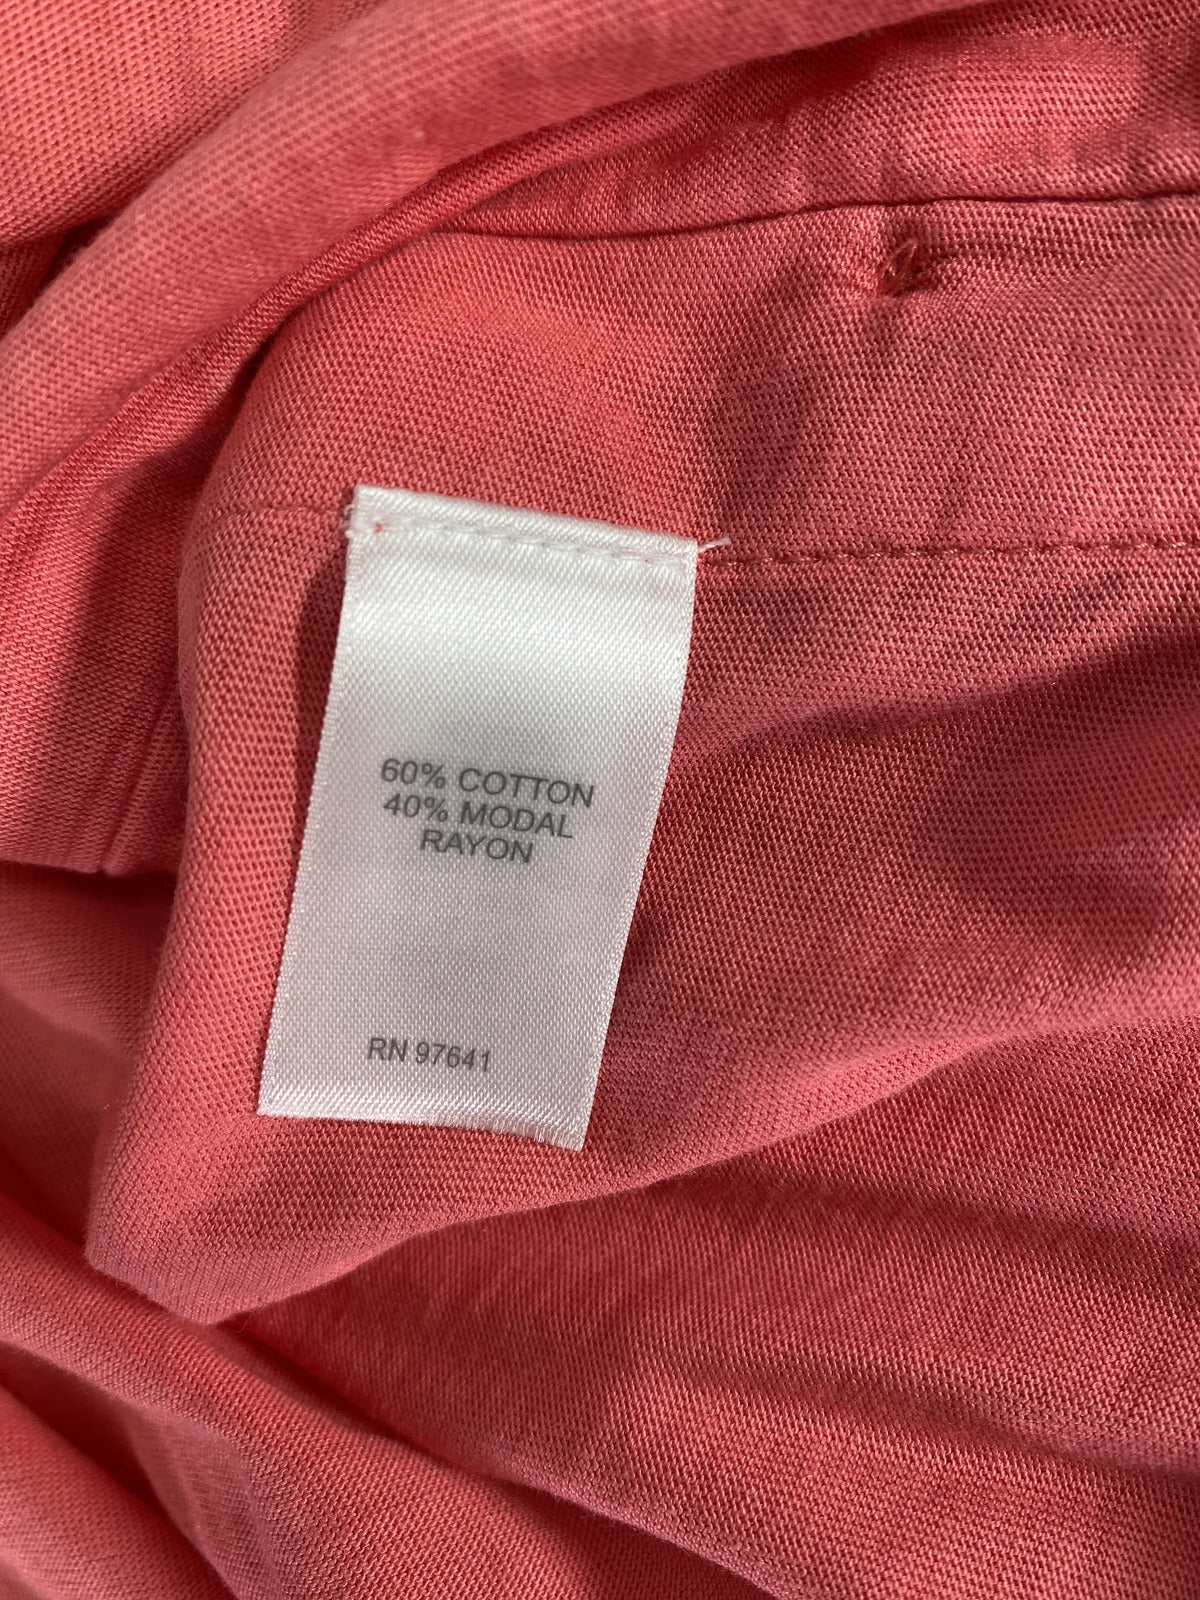 60% COTTON
40% MODAL
RAYON
RN 97641